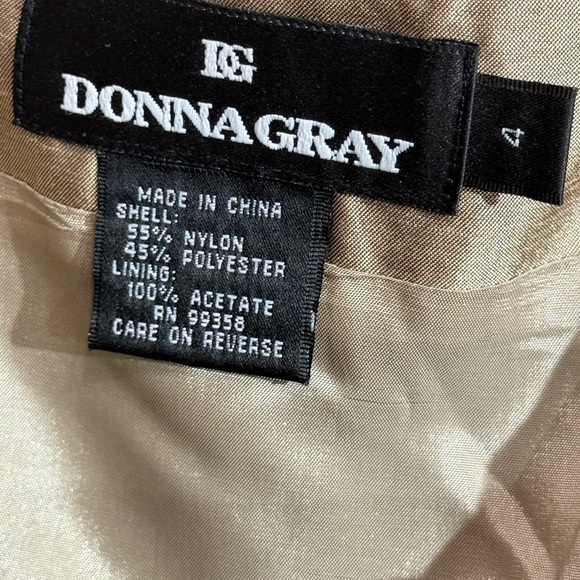 DG
DONNA GRAY
4
MADE IN CHINA
SHELL:
55% NYLON
45% POLYESTER
LINING:
100% ACETATE
RN 99358
CARE ON REVERSE